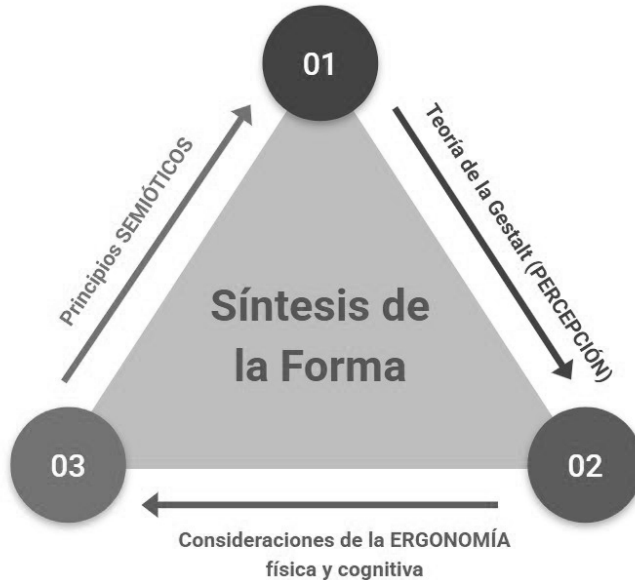 01
Principios SEMIÓTICOS
Teoría de la Gestalt (PERCEPCIÓN)
Síntesis de
la Forma
03
02
Consideraciones de la ERGONOMÍA
física y cognitiva